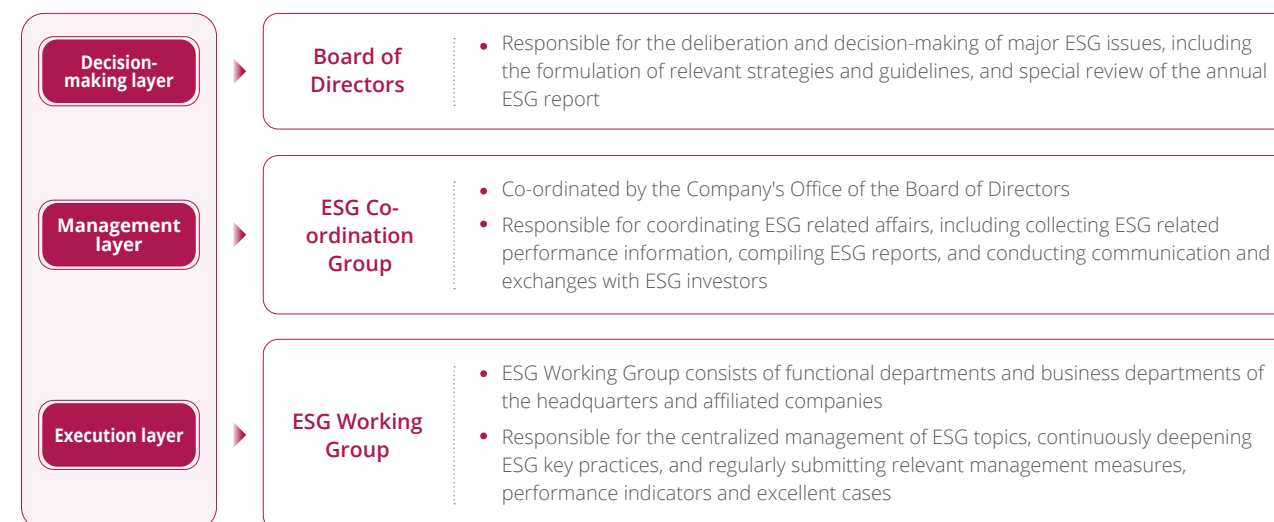 Decision-
making layer
Board of
Directors
Responsible for the deliberation and decision-making of major ESG issues, including
the formulation of relevant strategies and guidelines, and special review of the annual
ESG report
Management
layer
ESG Co-
ordination
Group
Co-ordinated by the Company's Office of the Board of Directors
Responsible for coordinating ESG related affairs, including collecting ESG related
performance information, compiling ESG reports, and conducting communication and
exchanges with ESG investors
Execution layer
ESG Working
Group
ESG Working Group consists of functional departments and business departments of
the headquarters and affiliated companies
Responsible for the centralized management of ESG topics, continuously deepening
ESG key practices, and regularly submitting relevant management measures,
performance indicators and excellent cases